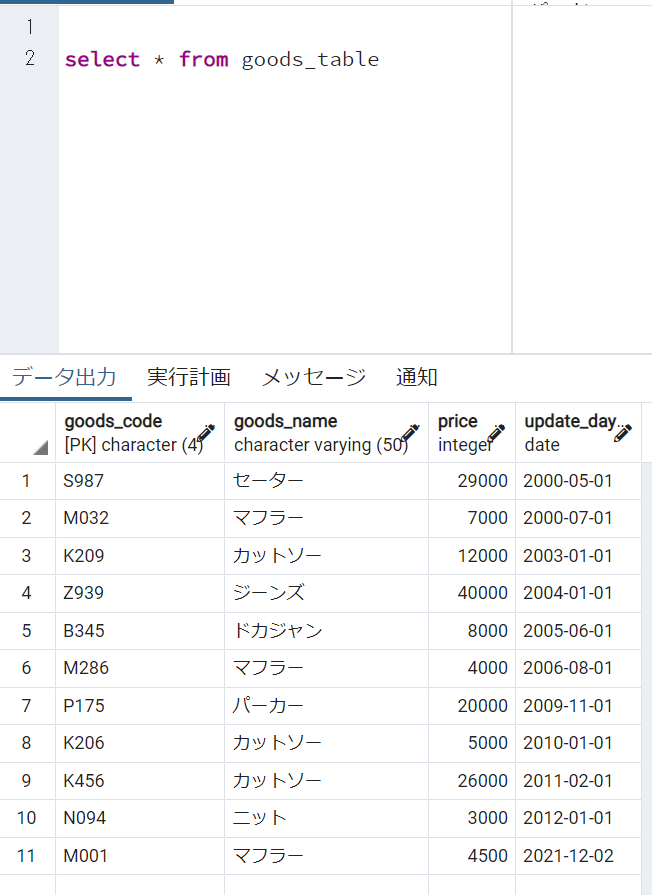 1
2 select * from goods_table
データ出力 実行計画 メッセージ 通知
goods_code goods_name price update_day...
[PK] character (4) character varying (50) integer date
1 S987 セーター 29000 2000-05-01
2 M032 マフラー 7000 2000-07-01
3 K209 カットソー 12000 2003-01-01
4 Z939 ジーンズ 40000 2004-01-01
5 B345 ドカジャン 8000 2005-06-01
6 M286 マフラー 4000 2006-08-01
7 P175 パーカー 20000 2009-11-01
8 K206 カットソー 5000 2010-01-01
9 K456 カットソー 26000 2011-02-01
10 N094 ニット 3000 2012-01-01
11 M001 マフラー 4500 2021-12-02